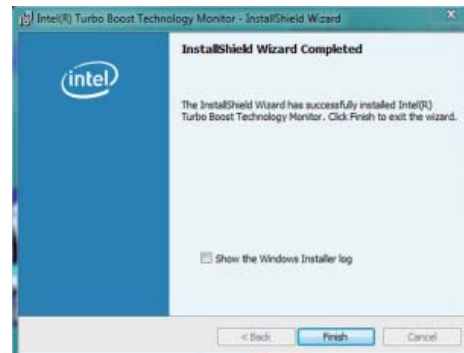 Intel(R) Turbo Boost Technology Monitor - InstallShield Wizard
InstallShield Wizard Completed
intel
The InstallShield Wizard has successfully installed Intel(R)
Turbo Boost Technology Monitor. Click Finish to exit the wizard.
Show the Windows Installer log
< Back
Finish
Cancel